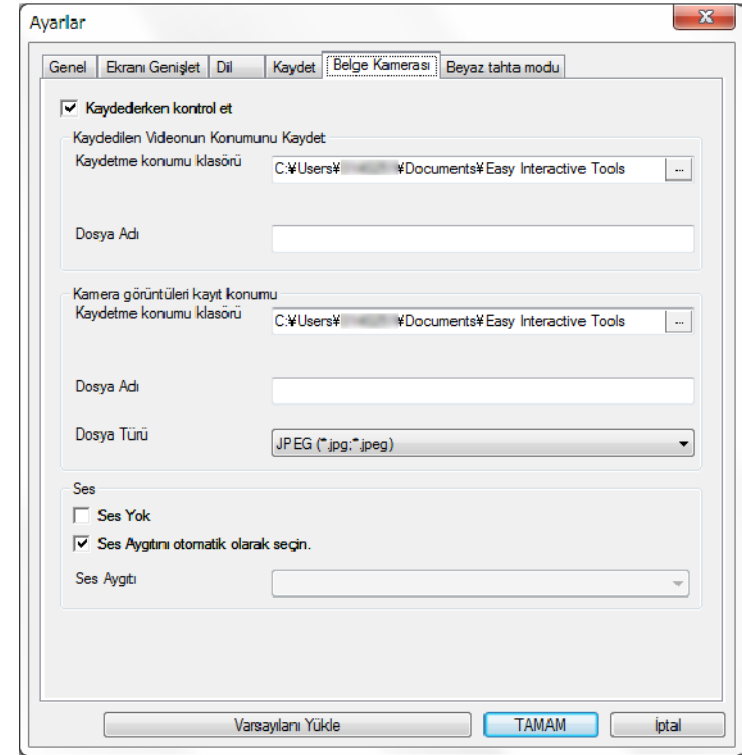 Ayarlar
Genel Ekranı Genişlet Dil Kaydet Belge Kamerası Beyaz tahta modu
Kaydederken kontrol et
Kaydedilen Videonun Konumunu Kaydet
Kaydetme konumu klasörü C:¥Users¥ ¥Documents¥Easy Interactive Tools ...
Dosya Adı
Kamera görüntüleri kayıt konumu
Kaydetme konumu klasörü C:¥Users¥ ¥Documents¥Easy Interactive Tools ...
Dosya Adı
Dosya Türü JPEG (*.jpg;*.jpeg)
Ses
Ses Yok
Ses Aygıtını otomatik olarak seçin.
Ses Aygıtı
Varsayılanı Yükle TAMAM İptal